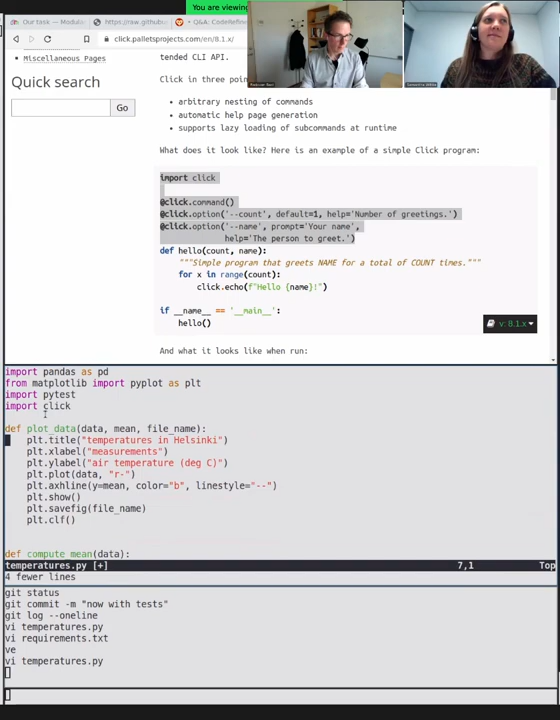 You are viewing
Our task — Modula
https://raw.githubus
Q&A: CodeRefin
click.palletsprojects.com/en/8.1.x/
Miscellaneous Pages
tended CLI API.
Quick search
Go
Click in three poin
arbitrary nesting of commands
automatic help page generation
supports lazy loading of subcommands at runtime
What does it look like? Here is an example of a simple Click program:
import click
@click.command()
@click.option('--count', default=1, help='Number of greetings.')
@click.option('--name', prompt='Your name',
help='The person to greet.')
def hello(count, name):
"""Simple program that greets NAME for a total of COUNT times."""
for x in range(count):
click.echo(f"Hello {name}!")
if __name__ == '__main__':
hello()
v: 8.1.x
And what it looks like when run:
import pandas as pd
from matplotlib import pyplot as plt
import pytest
import click
def plot_data(data, mean, file_name):
plt.title("temperatures in Helsinki")
plt.xlabel("measurements")
plt.ylabel("air temperature (deg C)")
plt.plot(data, "r-")
plt.axhline(y=mean, color="b", linestyle="--")
plt.show()
plt.savefig(file_name)
plt.clf()
def compute_mean(data):
temperatures.py [+] 7,1 Top
4 fewer lines
git status
git commit -m "now with tests"
git log --oneline
vi temperatures.py
vi requirements.txt
ve
vi temperatures.py